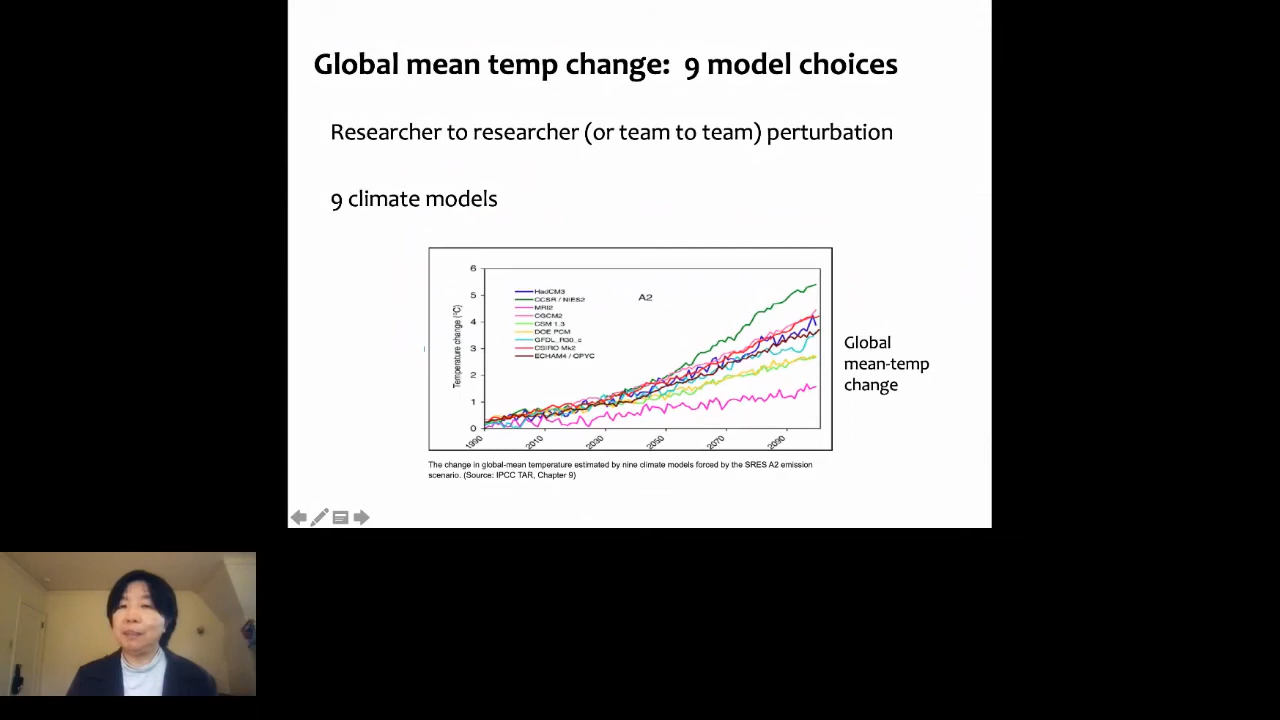 Global mean temp change: 9 model choices
Researcher to researcher (or team to team) perturbation
9 climate models
6
5
4
3
2
1
0
Temperature change (°C)
A2
HadCM3
CCSR / NIES2
MRI2
CGCM2
CSM 1.3
DOE PCM
GFDL_R30_c
CSIRO Mk2
ECHAM4 / OPYC
1990
2010
2030
2050
2070
2090
Global
mean-temp
change
The change in global-mean temperature estimated by nine climate models forced by the SRES A2 emission
scenario. (Source: IPCC TAR, Chapter 9)